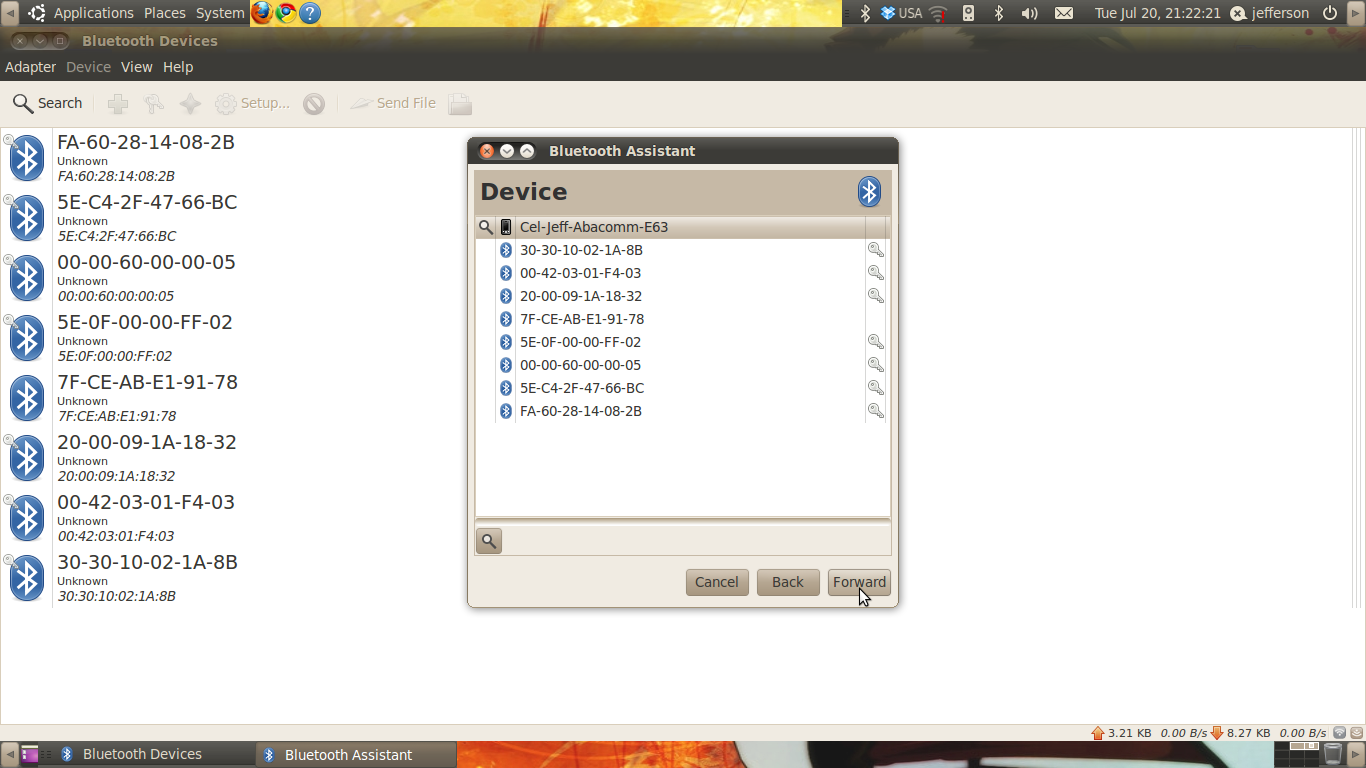 Applications Places System USA Tue Jul 20, 21:22:21 jefferson
Bluetooth Devices
Adapter Device View Help
Search Setup... Send File
FA-60-28-14-08-2B
Unknown
FA:60:28:14:08:2B
5E-C4-2F-47-66-BC
Unknown
5E:C4:2F:47:66:BC
00-00-60-00-00-05
Unknown
00:00:60:00:00:05
5E-0F-00-00-FF-02
Unknown
5E:0F:00:00:FF:02
7F-CE-AB-E1-91-78
Unknown
7F:CE:AB:E1:91:78
20-00-09-1A-18-32
Unknown
20:00:09:1A:18:32
00-42-03-01-F4-03
Unknown
00:42:03:01:F4:03
30-30-10-02-1A-8B
Unknown
30:30:10:02:1A:8B
Bluetooth Assistant
Device
Cel-Jeff-Abacomm-E63
30-30-10-02-1A-8B
00-42-03-01-F4-03
20-00-09-1A-18-32
7F-CE-AB-E1-91-78
5E-0F-00-00-FF-02
00-00-60-00-00-05
5E-C4-2F-47-66-BC
FA-60-28-14-08-2B
Cancel Back Forward
3.21 KB 0.00 B/s 8.27 KB 0.00 B/s
Bluetooth Devices Bluetooth Assistant